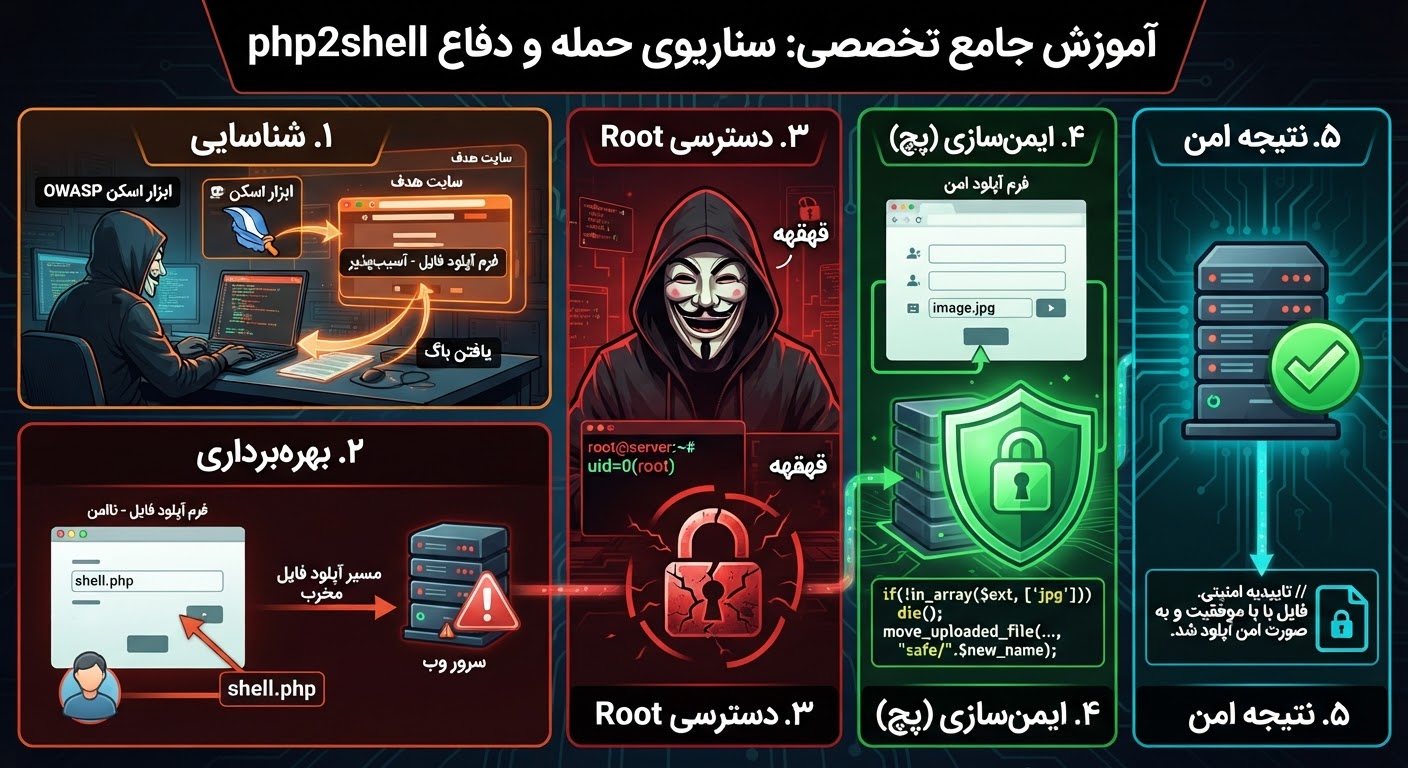 آموزش جامع تخصصی: سناریوی حمله و دفاع php2shell
۱. شناسایی
ابزار اسکن OWASP
ابزار اسکن
سایت هدف
سایت هدف
فرم آپلود فایل - آسیب‌پذیر
یافتن باگ
۲. بهره‌برداری
فرم آپلود فایل - ناامن
shell.php
shell.php
مسیر آپلود فایل
مخرب
سرور وب
۳. دسترسی Root
قهقهه
root@server:~#
uid=0(root)
قهقهه
۳. دسترسی Root
۴. ایمن‌سازی (پچ)
فرم آپلود امن
image.jpg
if(!in_array($ext, ['jpg']))
die();
move_uploaded_file(...,
"safe/".$new_name);
۴. ایمن‌سازی (پچ)
۵. نتیجه امن
// تاییدیه امنیتی.
فایل با با موفقیت و به
صورت امن آپلود شد.
۵. نتیجه امن